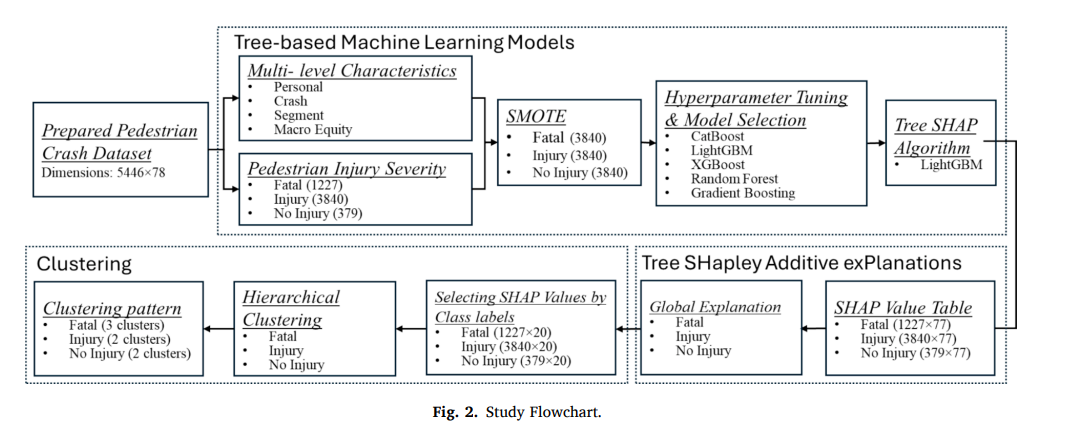 Tree-based Machine Learning Models
Prepared Pedestrian
Crash Dataset
Dimensions: 5446×78
Multi- level Characteristics
• Personal
• Crash
• Segment
• Macro Equity
Pedestrian Injury Severity
• Fatal (1227)
• Injury (3840)
• No Injury (379)
SMOTE
• Fatal (3840)
• Injury (3840)
• No Injury (3840)
Hyperparameter Tuning
& Model Selection
• CatBoost
• LightGBM
• XGBoost
• Random Forest
• Gradient Boosting
Tree SHAP
Algorithm
• LightGBM
Tree SHapley Additive exPlanations
SHAP Value Table
• Fatal (1227×77)
• Injury (3840×77)
• No Injury (379×77)
Global Explanation
• Fatal
• Injury
• No Injury
Clustering
Selecting SHAP Values by
Class labels
• Fatal (1227×20)
• Injury (3840×20)
• No Injury (379×20)
Hierarchical
Clustering
• Fatal
• Injury
• No Injury
Clustering pattern
• Fatal (3 clusters)
• Injury (2 clusters)
• No Injury (2 clusters)
Fig. 2. Study Flowchart.